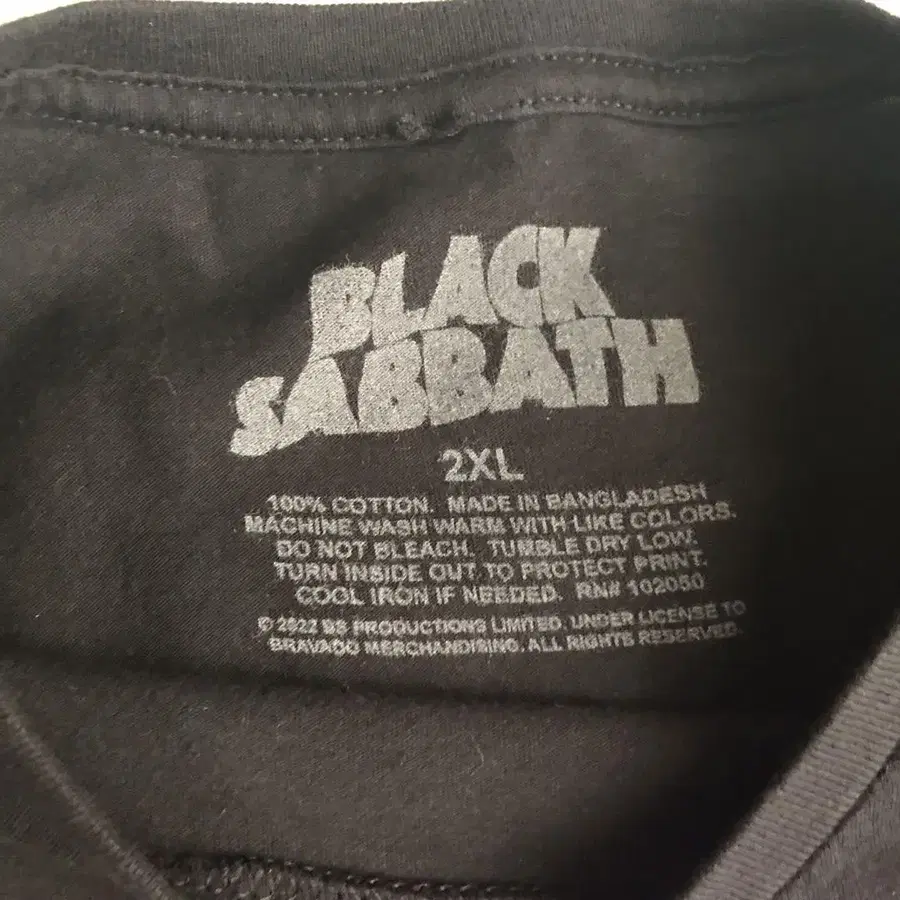 BLACK
SABBATH
2XL
100% COTTON. MADE IN BANGLADESH
MACHINE WASH WARM WITH LIKE COLORS.
DO NOT BLEACH. TUMBLE DRY LOW.
TURN INSIDE OUT TO PROTECT PRINT.
COOL IRON IF NEEDED. RN# 102050
© 2022 BS PRODUCTIONS LIMITED. UNDER LICENSE TO
BRAVADO MERCHANDISING. ALL RIGHTS RESERVED.